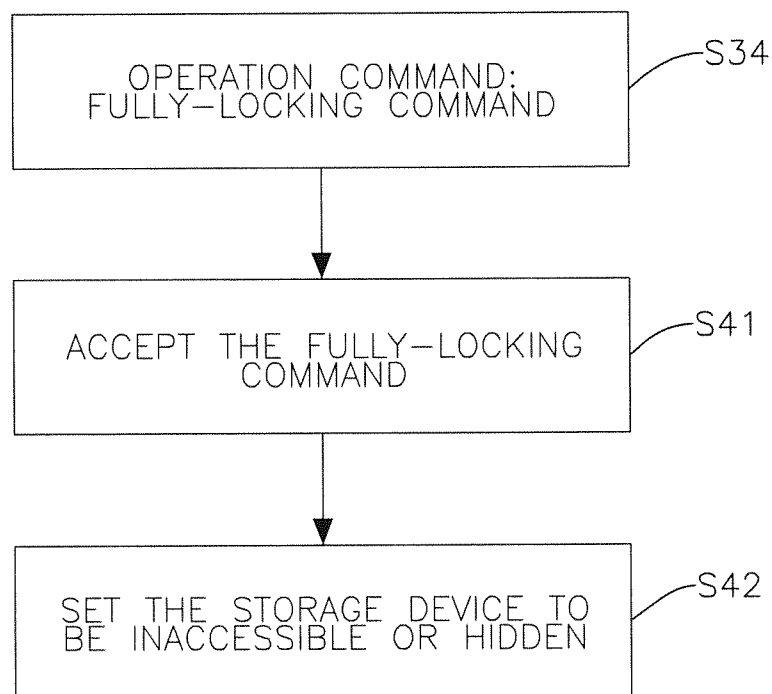 OPERATION COMMAND:
FULLY-LOCKING COMMAND
S34
ACCEPT THE FULLY-LOCKING
COMMAND
S41
SET THE STORAGE DEVICE TO
BE INACCESSIBLE OR HIDDEN
S42